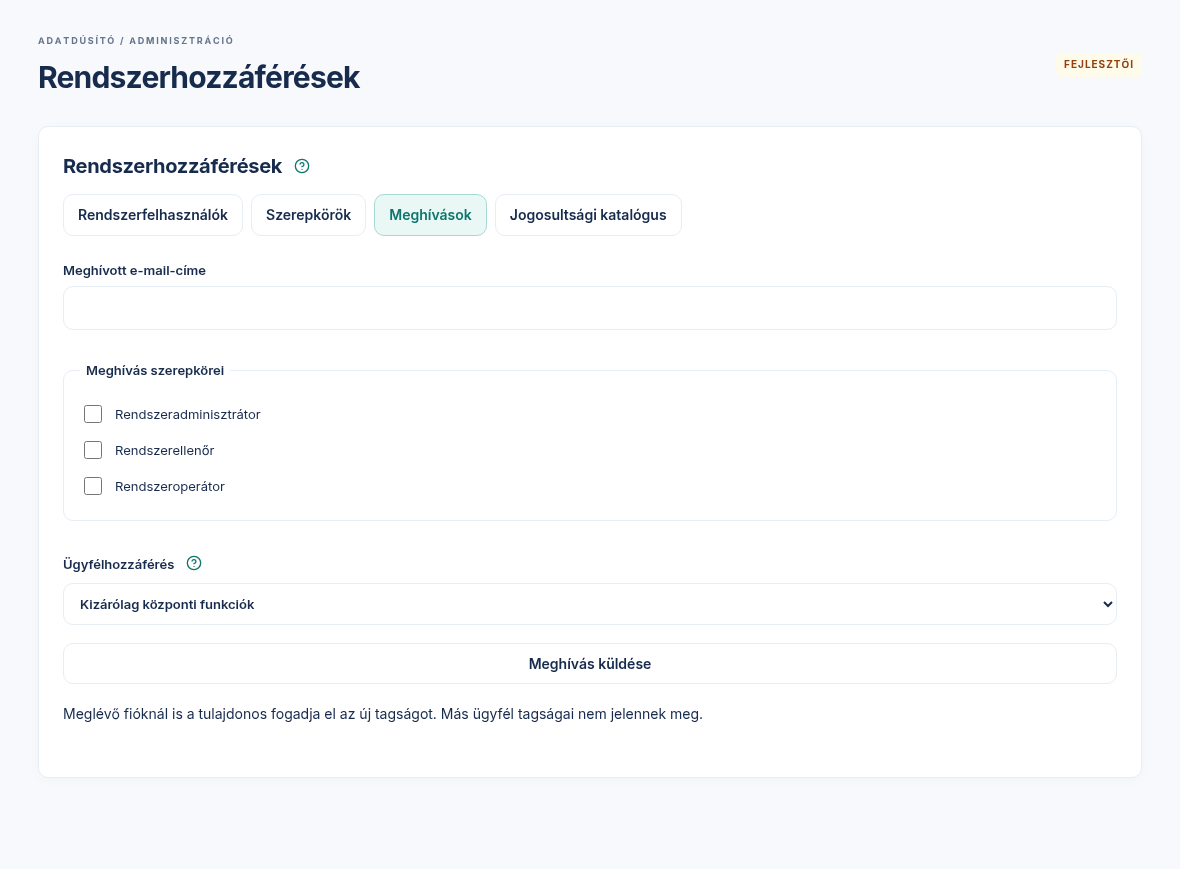 ADATDÚSÍTÓ / ADMINISZTRÁCIÓ
Rendszerhozzáférések
FEJLESZTŐI
Rendszerhozzáférések
Rendszerfelhasználók
Szerepkörök
Meghívások
Jogosultsági katalógus
Meghívott e-mail-címe
Meghívás szerepkörei
Rendszeradminisztrátor
Rendszerellenőr
Rendszeroperátor
Ügyfélhozzáférés
Kizárólag központi funkciók
Meghívás küldése
Meglévő fióknál is a tulajdonos fogadja el az új tagságot. Más ügyfél tagságai nem jelennek meg.